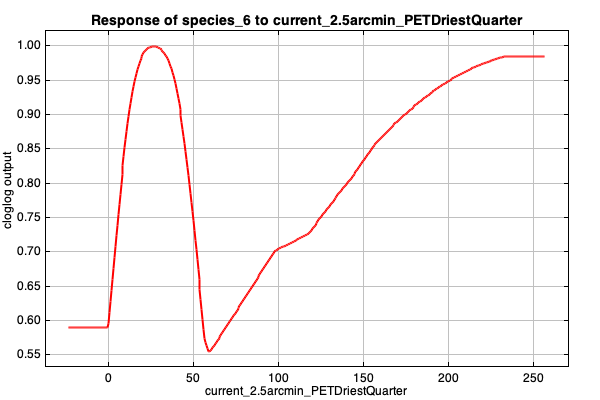 Response of species_6 to current_2.5arcmin_PETDriestQuarter
cloglog output
1.00
0.95
0.90
0.85
0.80
0.75
0.70
0.65
0.60
0.55
0 50 100 150 200 250
current_2.5arcmin_PETDriestQuarter